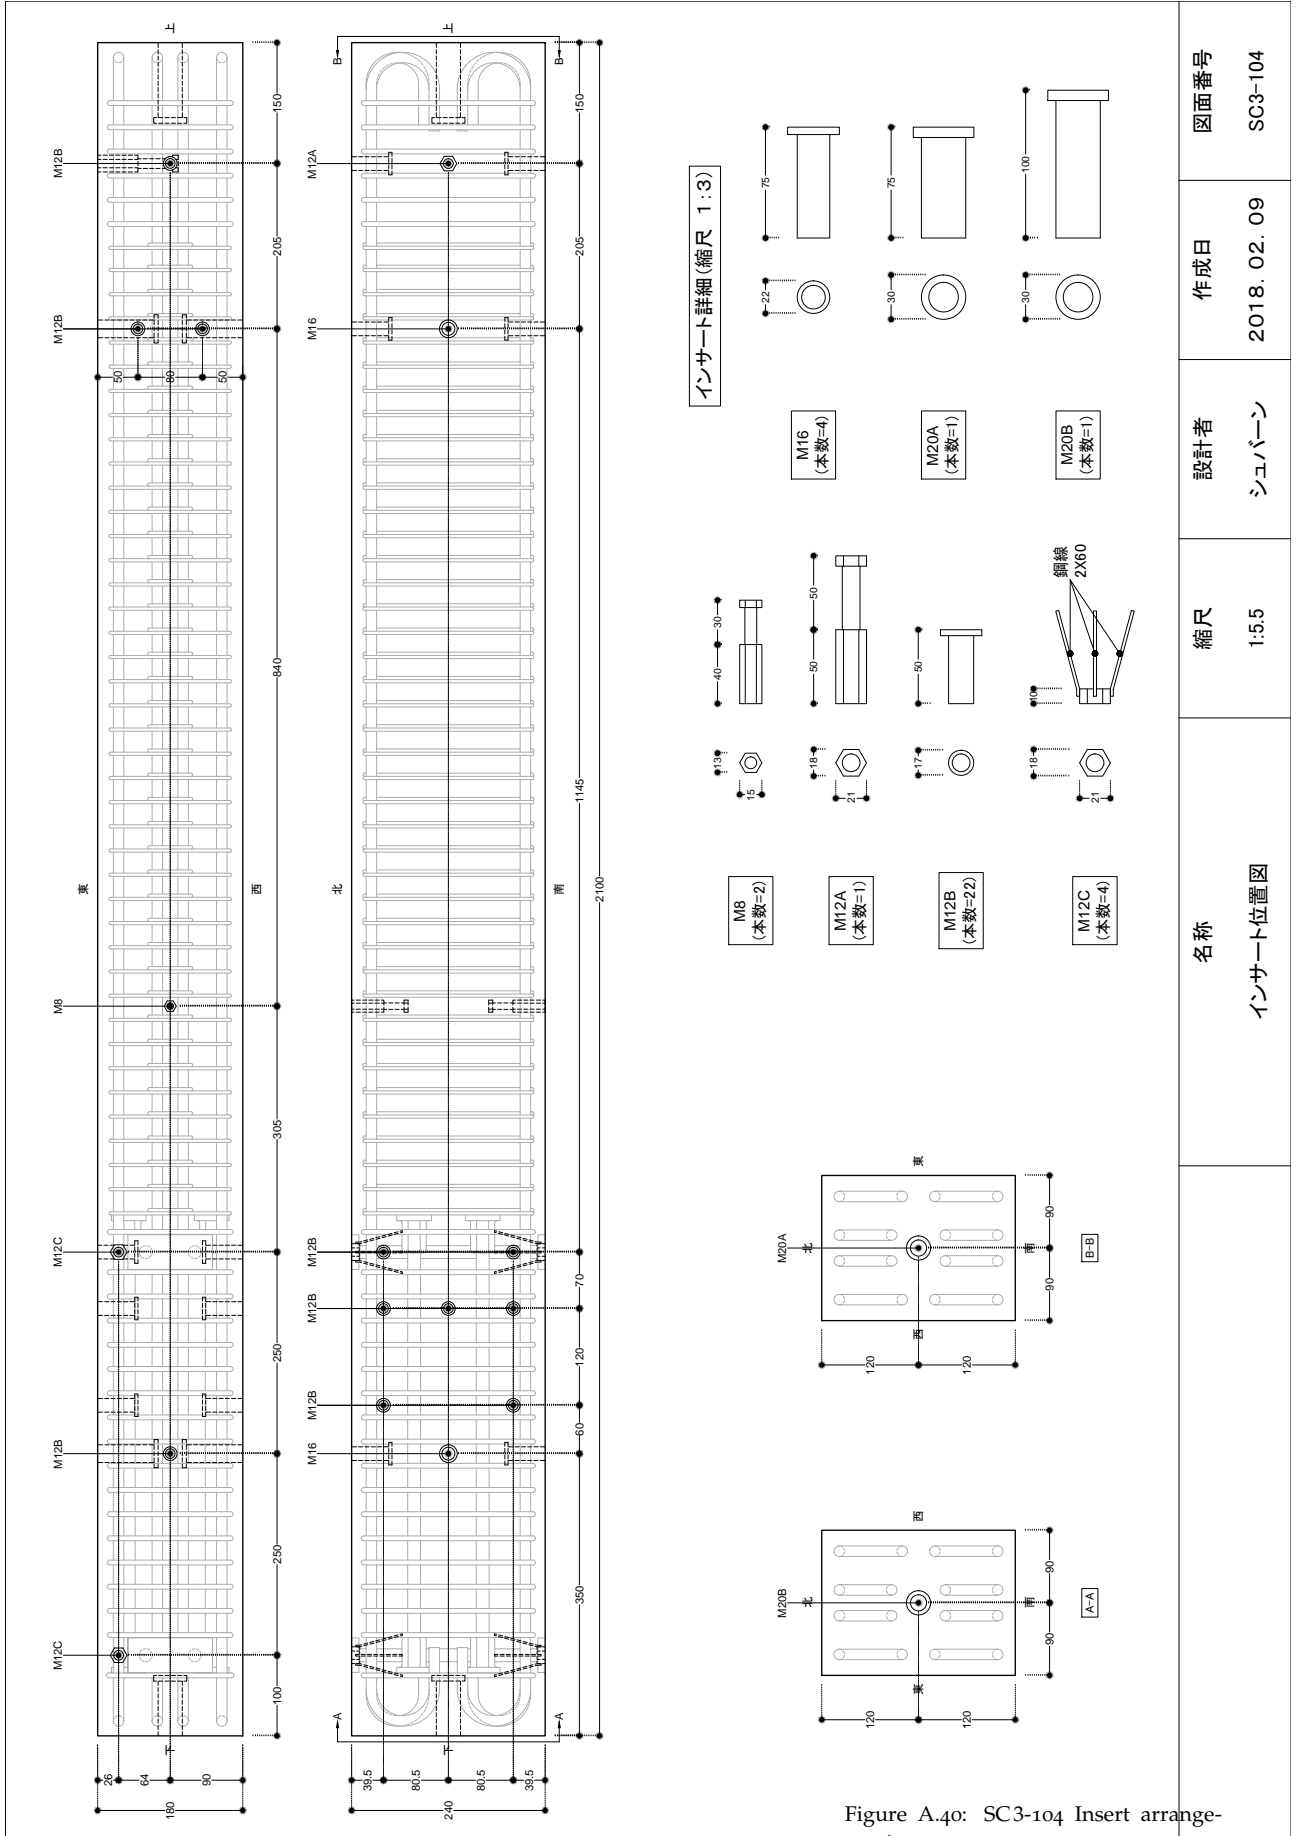 図面番号
SC3-104
作成日
2018. 02. 09
設計者
シュバーン
縮尺
1:5.5
名称
インサート位置図
上
東
西
下
M12B
M12B
M8
M12C
M12B
M12C
150
205
50
80
50
840
305
250
250
100
26
64
90
180
上
B
B
北
南
下
A
A
M12A
M16
M12B
M12B
M12B
M16
150
205
1145
70
120
60
350
2100
39.5
80.5
80.5
39.5
240
インサート詳細(縮尺 1:3)
M16
(本数=4)
22
75
M20A
(本数=1)
30
75
M20B
(本数=1)
30
100
M8
(本数=2)
13
15
40
30
M12A
(本数=1)
18
21
50
50
M12B
(本数=22)
17
50
M12C
(本数=4)
18
21
10
鋼線
2X60
M20A
北
東
南
西
90
90
120
120
B-B
M20B
北
西
南
東
90
90
120
120
A-A
Figure A.40: SC3-104 Insert arrange-